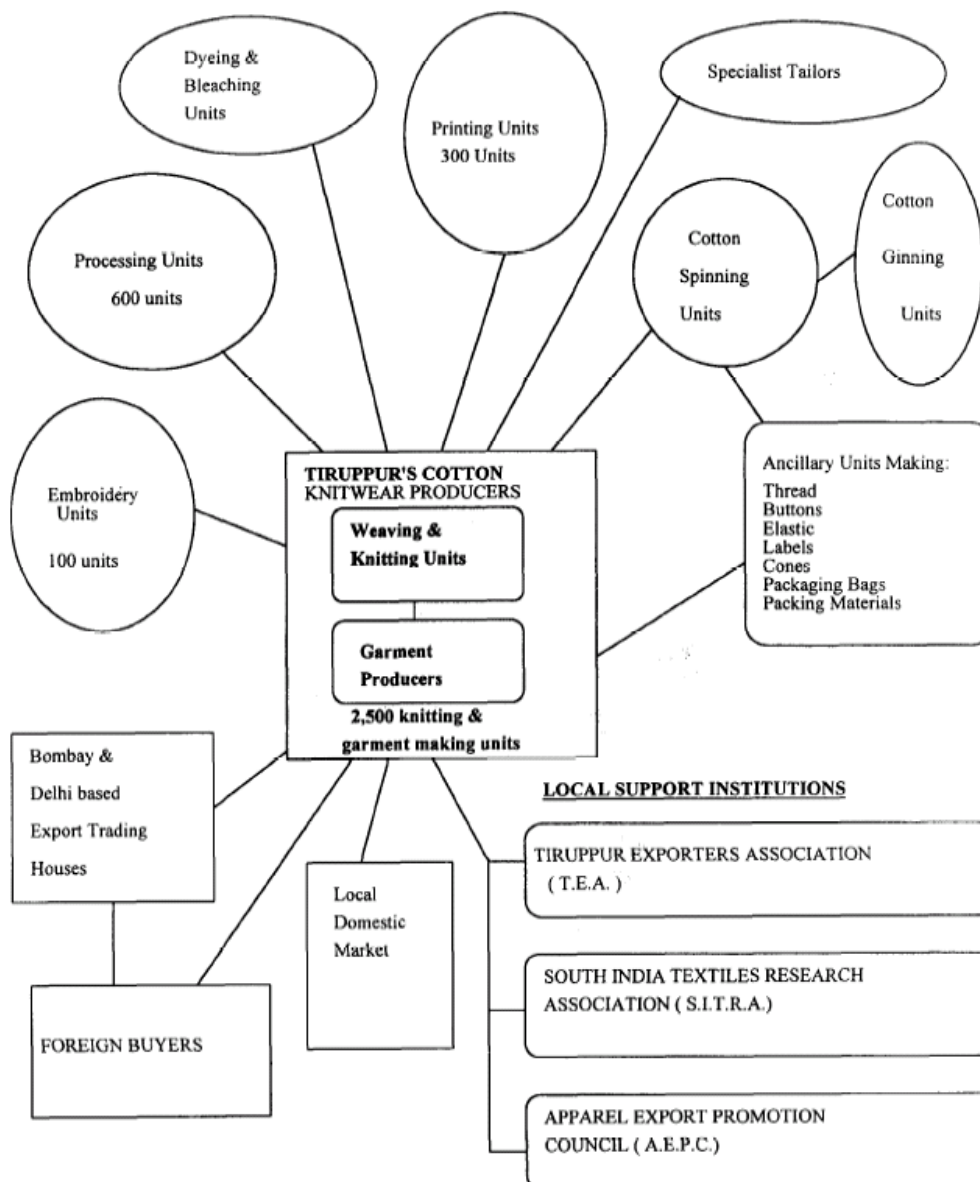 Dyeing &
Bleaching
Units
Specialist Tailors
Printing Units
300 Units
Cotton
Ginning
Units
Cotton
Spinning
Units
Processing Units
600 units
Embroidery
Units
100 units
TIRUPPUR'S COTTON
KNITWEAR PRODUCERS
Weaving &
Knitting Units
Garment
Producers
2,500 knitting &
garment making units
Ancillary Units Making:
Thread
Buttons
Elastic
Labels
Cones
Packaging Bags
Packing Materials
Bombay &
Delhi based
Export Trading
Houses
FOREIGN BUYERS
Local
Domestic
Market
LOCAL SUPPORT INSTITUTIONS
TIRUPPUR EXPORTERS ASSOCIATION
( T.E.A. )
SOUTH INDIA TEXTILES RESEARCH
ASSOCIATION ( S.I.T.R.A.)
APPAREL EXPORT PROMOTION
COUNCIL ( A.E.P.C.)